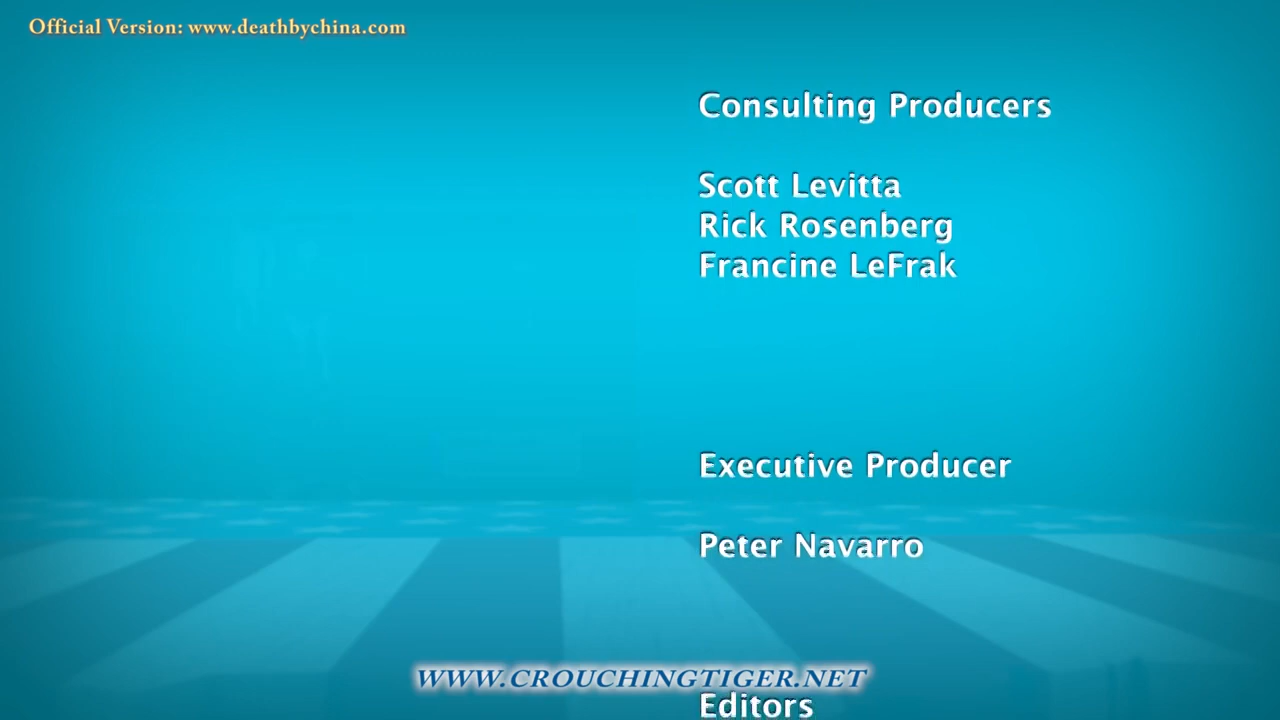 Official Version: www.deathbychina.com
Consulting Producers
Scott Levitta
Rick Rosenberg
Francine LeFrak
Executive Producer
Peter Navarro
WWW.CROUCHINGTIGER.NET
Editors